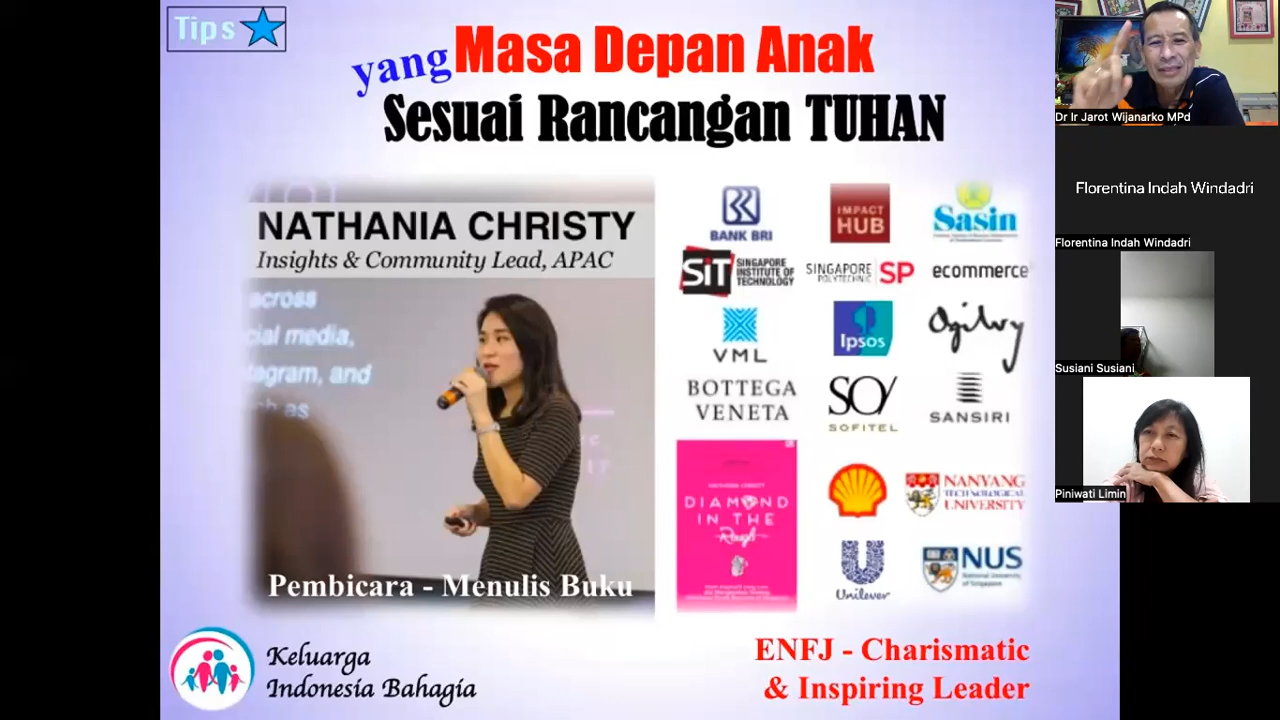 Tips
yang Masa Depan Anak
Sesuai Rancangan TUHAN
NATHANIA CHRISTY
Insights & Community Lead, APAC
across
cial media,
tagram, and
ch as
17
Pembicara - Menulis Buku
BANK BRI
IMPACT
HUB
Sasin
SiT SINGAPORE
INSTITUTE OF
TECHNOLOGY
SINGAPORE
POLYTECHNIC SP
ecommerce
VML
Ipsos
Ogilvy
BOTTEGA
VENETA
SO/
SOFITEL
SANSIRI
NATHANIA CHRISTY
DIAMOND
IN THE
Rough
NANYANG
TECHNOLOGICAL
UNIVERSITY
Unilever
NUS
National University
of Singapore
Keluarga
Indonesia Bahagia
ENFJ - Charismatic
& Inspiring Leader
Dr Ir Jarot Wijanarko MPd
Florentina Indah Windadri
Florentina Indah Windadri
Susiani Susiani
Piniwati Limin